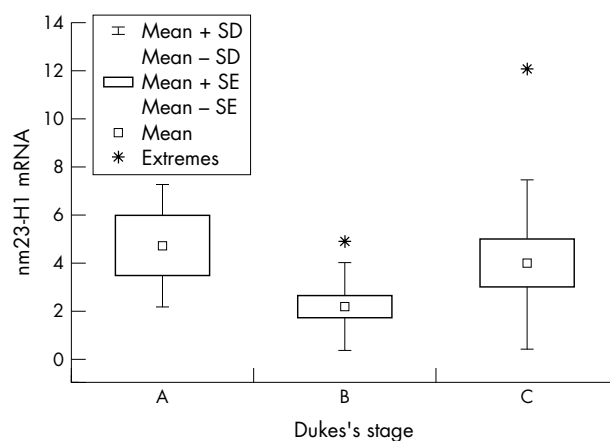 14
12
10
8
6
4
2
0
nm23-H1 mRNA
Mean + SD
Mean – SD
Mean + SE
Mean – SE
Mean
Extremes
A B C
Dukes's stage